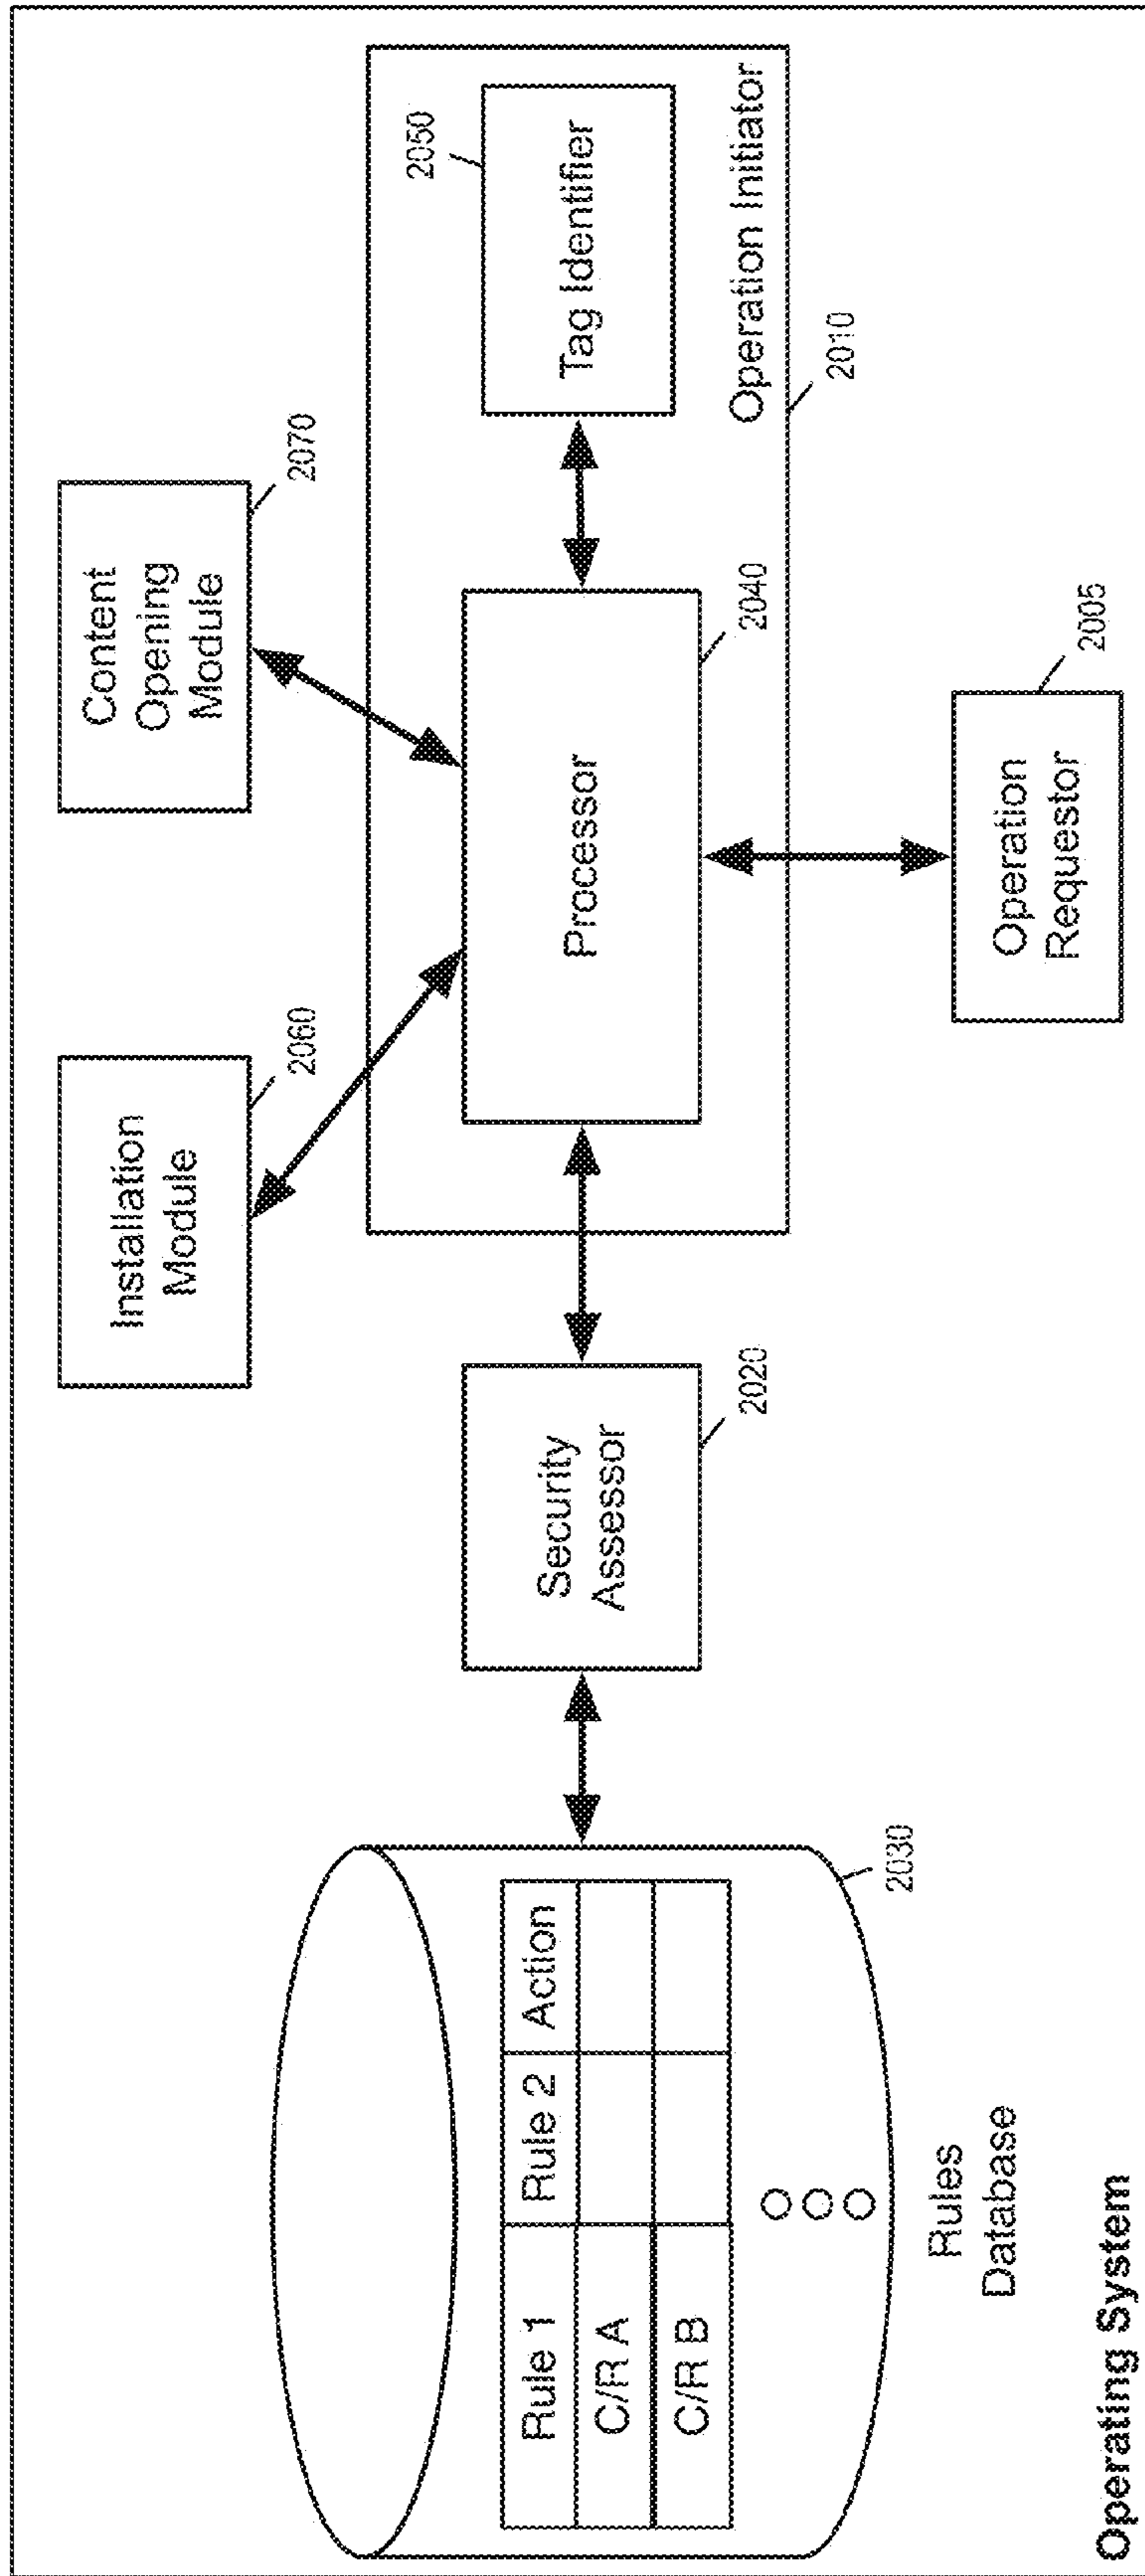 Operating System
Rules
Database
2030
Rule 1
Rule 2
Action
C/R A
C/R B
Security
Assessor
2020
Installation
Module
2060
Content
Opening
Module
2070
Processor
2040
Tag Identifier
2050
Operation Initiator
2010
Operation
Requestor
2005